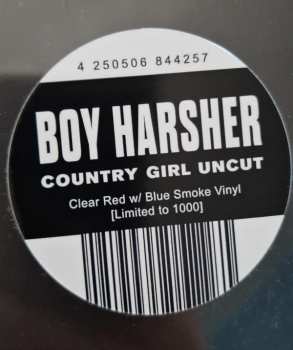 4 250506 844257
BOY HARSHER
COUNTRY GIRL UNCUT
Clear Red w/ Blue Smoke Vinyl
[Limited to 1000]